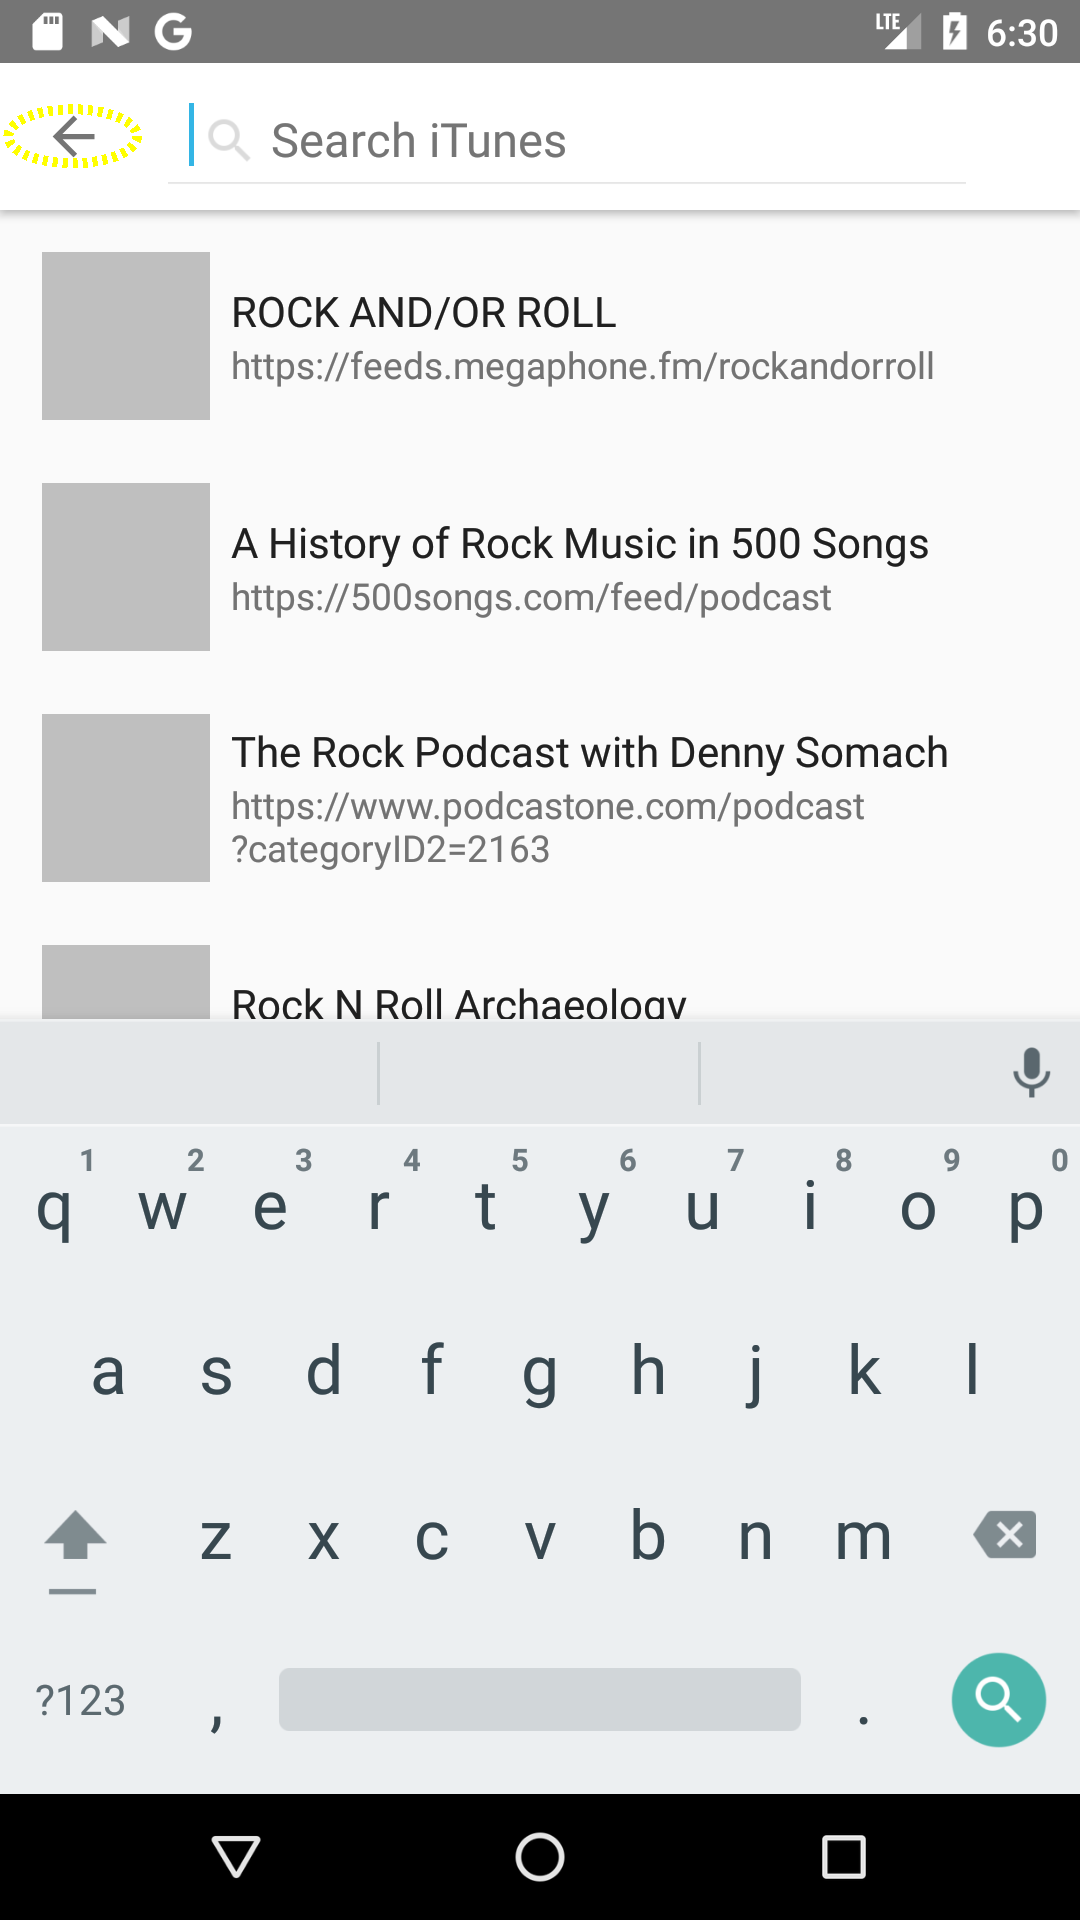 LTE 6:30
Search iTunes
ROCK AND/OR ROLL
https://feeds.megaphone.fm/rockandorroll
A History of Rock Music in 500 Songs
https://500songs.com/feed/podcast
The Rock Podcast with Denny Somach
https://www.podcastone.com/podcast
?categoryID2=2163
Rock N Roll Archaeology
1 2 3 4 5 6 7 8 9 0
q w e r t y u i o p
a s d f g h j k l
z x c v b n m
?123 , .